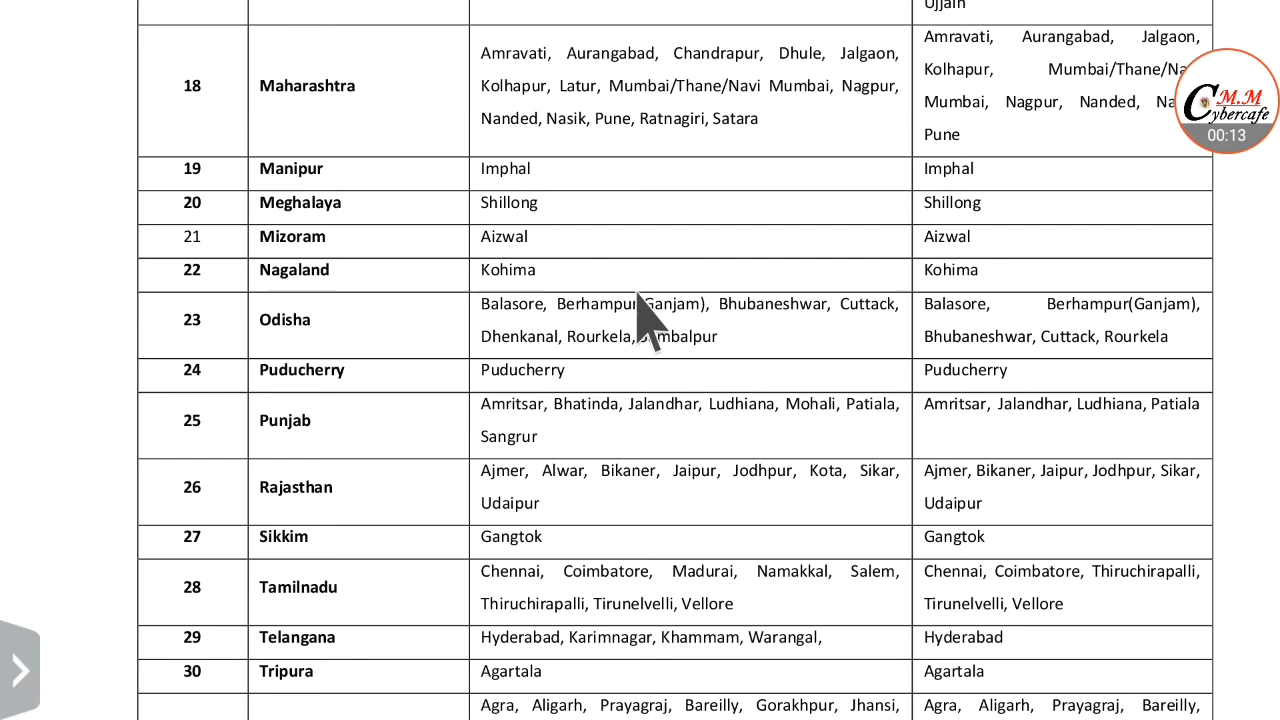 Ujjain
18 Maharashtra Amravati, Aurangabad, Chandrapur, Dhule, Jalgaon, Kolhapur, Latur, Mumbai/Thane/Navi Mumbai, Nagpur, Nanded, Nasik, Pune, Ratnagiri, Satara
Amravati, Aurangabad, Jalgaon,
Kolhapur, Mumbai/Thane/
Mumbai, Nagpur, Nanded,
Pune
19 Manipur Imphal Imphal
20 Meghalaya Shillong Shillong
21 Mizoram Aizwal Aizwal
22 Nagaland Kohima Kohima
23 Odisha
Balasore, Berhampur(Ganjam), Bhubaneshwar, Cuttack,
Dhenkanal, Rourkela,
Balasore, Berhampur(Ganjam),
Bhubaneshwar, Cuttack, Rourkela
24 Puducherry Puducherry Puducherry
25 Punjab
Amritsar, Bhatinda, Jalandhar, Ludhiana, Mohali, Patiala,
Sangrur
Amritsar, Jalandhar, Ludhiana, Patiala
26 Rajasthan
Ajmer, Alwar, Bikaner, Jaipur, Jodhpur, Kota, Sikar,
Udaipur
Ajmer, Bikaner, Jaipur, Jodhpur, Sikar,
Udaipur
27 Sikkim Gangtok Gangtok
28 Tamilnadu
Chennai, Coimbatore, Madurai, Namakkal, Salem,
Thiruchirapalli, Tirunelvelli, Vellore
Chennai, Coimbatore, Thiruchirapalli,
Tirunelvelli, Vellore
29 Telangana Hyderabad, Karimnagar, Khammam, Warangal, Hyderabad
30 Tripura Agartala Agartala
Agra, Aligarh, Prayagraj, Bareilly, Gorakhpur, Jhansi,
Agra, Aligarh, Prayagraj, Bareilly,
M.M
Cybercafe
00:13